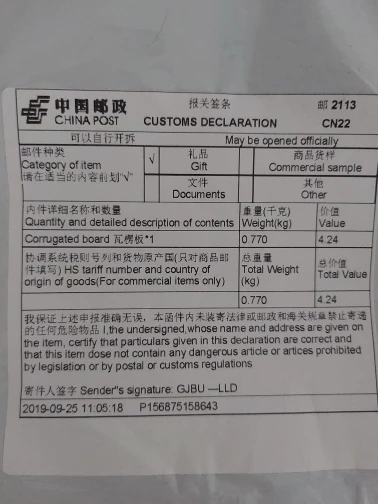 中国邮政 报关签条 邮 2113
CHINA POST CUSTOMS DECLARATION CN22
可以自行开拆 May be opened officially
邮件种类 √ 礼品 商品货样
Category of item Gift Commercial sample
请在适当的内容前划"√" 文件 其他
Documents Other
内件详细名称和数量 重量(千克) 价值
Quantity and detailed description of contents Weight(kg) Value
Corrugated board 瓦楞板*1 0.770 4.24
协调系统税则号列和货物原产国(只对商品邮 总重量 总价值
件填写) HS tariff number and country of Total Weight Total Value
origin of goods(For commercial items only) (kg)
0.770 4.24
我保证上述申报准确无误，本函件内未装寄法律或邮政和海关规章禁止寄递
的任何危险物品 I,the undersigned,whose name and address are given on
the item, certify that particulars given in this declaration are correct and
that this item dose not contain any dangerous article or artices prohibited
by legislation or by postal or customs regulations
寄件人签字 Sender"s signature: GJBU —LLD
2019-09-25 11:05:18 P156875158643